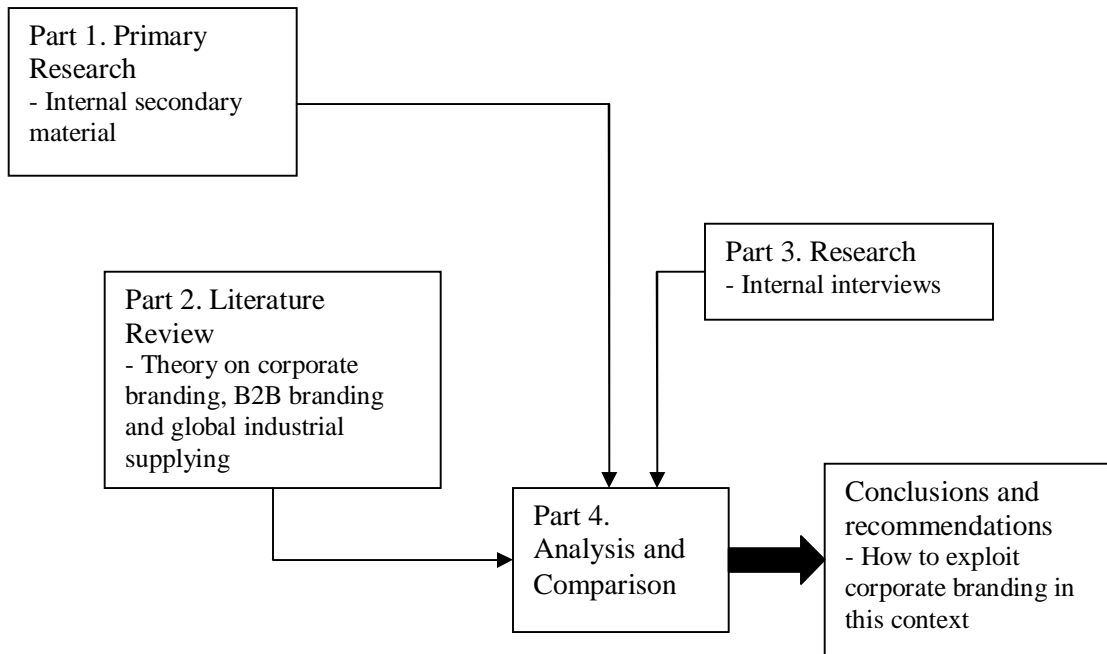 Part 1. Primary
Research
- Internal secondary
material
Part 3. Research
- Internal interviews
Part 2. Literature
Review
- Theory on corporate
branding, B2B branding
and global industrial
supplying
Part 4.
Analysis and
Comparison
Conclusions and
recommendations
- How to exploit
corporate branding in
this context